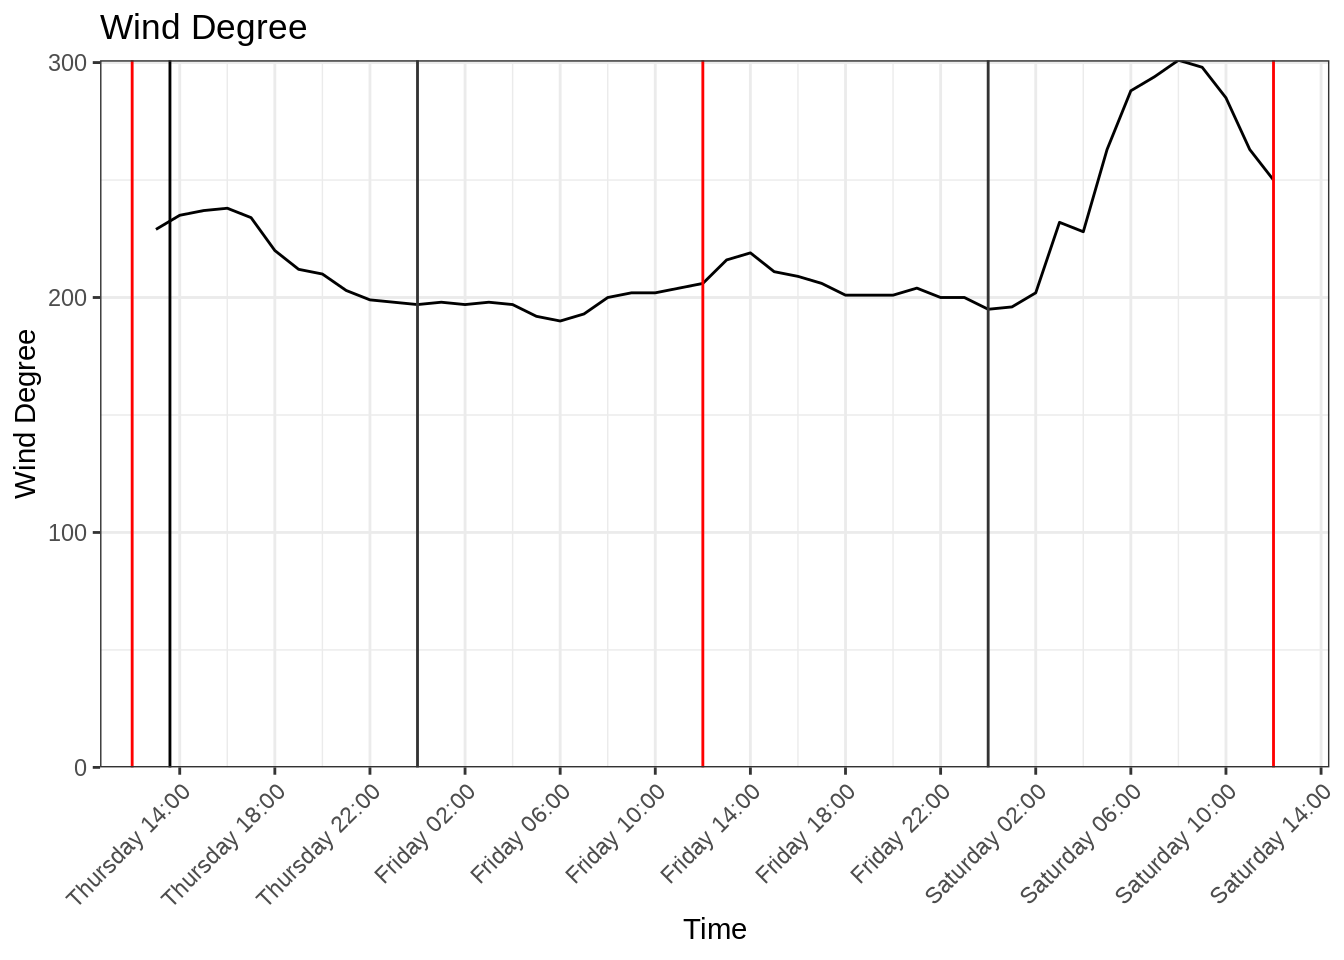 Wind Degree
300
200
100
0
Wind Degree
Thursday 14:00
Thursday 18:00
Thursday 22:00
Friday 02:00
Friday 06:00
Friday 10:00
Friday 14:00
Friday 18:00
Friday 22:00
Saturday 02:00
Saturday 06:00
Saturday 10:00
Saturday 14:00
Time